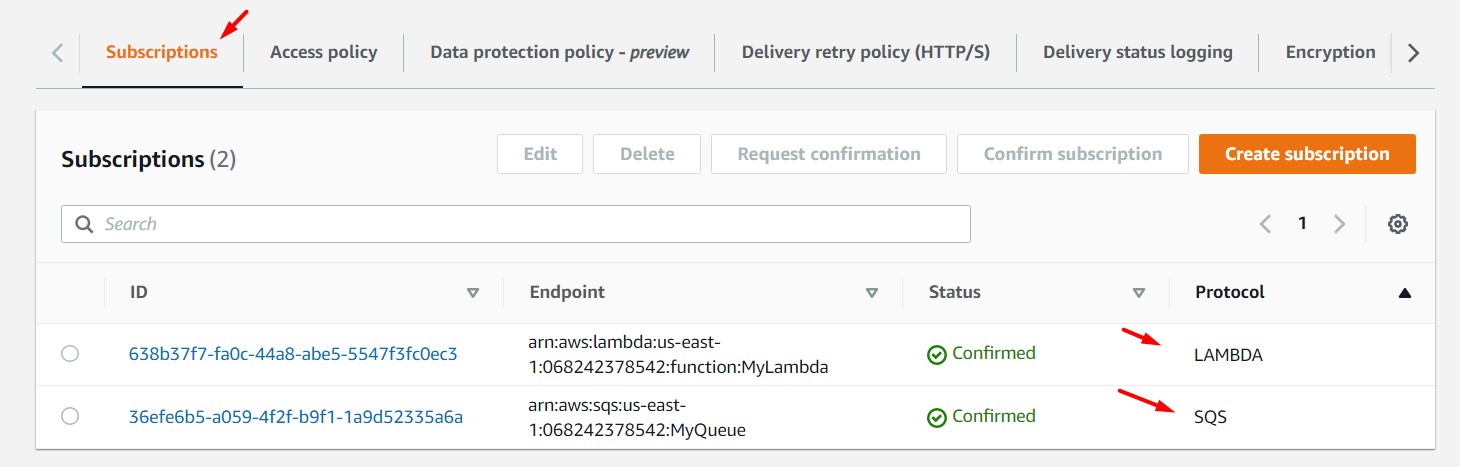 Subscriptions
Access policy
Data protection policy - preview
Delivery retry policy (HTTP/S)
Delivery status logging
Encryption
Subscriptions (2)
Edit
Delete
Request confirmation
Confirm subscription
Create subscription
Search
1
ID
Endpoint
Status
Protocol
638b37f7-fa0c-44a8-abe5-5547f3fc0ec3
arn:aws:lambda:us-east-
1:068242378542:function:MyLambda
Confirmed
LAMBDA
36efe6b5-a059-4f2f-b9f1-1a9d52335a6a
arn:aws:sqs:us-east-
1:068242378542:MyQueue
Confirmed
SQS